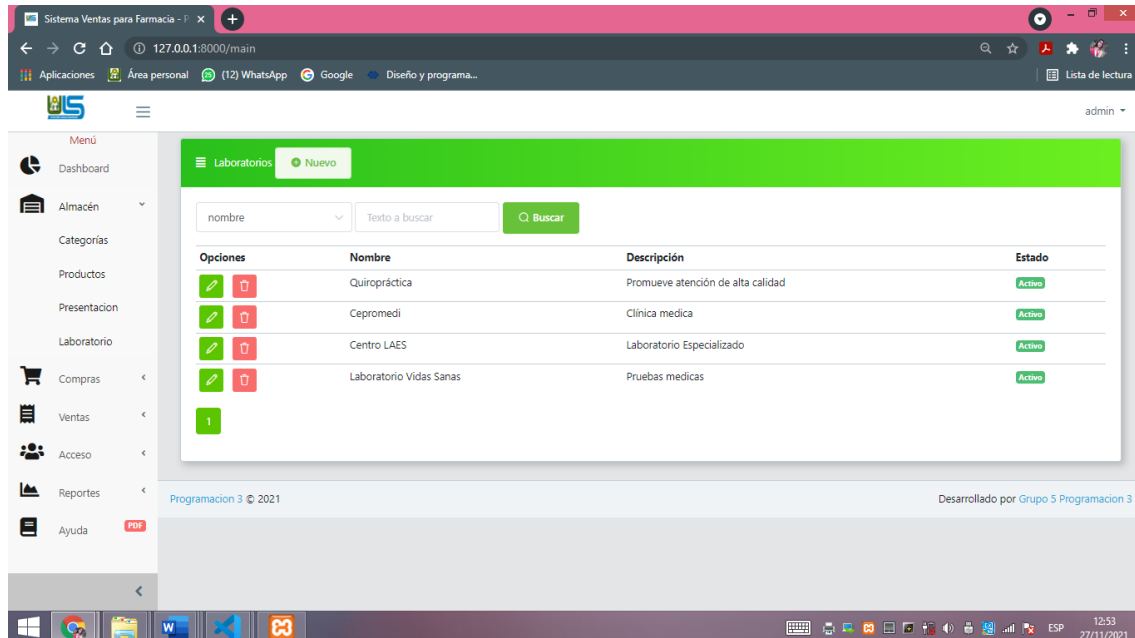 Sistema Ventas para Farmacia - P
127.0.0.1:8000/main
Aplicaciones Área personal (12) WhatsApp Google Diseño y programa... Lista de lectura
admin
Menú
Dashboard
Almacén
Categorías
Productos
Presentacion
Laboratorio
Compras
Ventas
Acceso
Reportes
Ayuda PDF
Laboratorios Nuevo
nombre Texto a buscar Buscar
Opciones Nombre Descripción Estado
Quiropráctica Promueve atención de alta calidad Activo
Cepromedi Clínica medica Activo
Centro LAES Laboratorio Especializado Activo
Laboratorio Vidas Sanas Pruebas medicas Activo
1
Programacion 3 © 2021 Desarrollado por Grupo 5 Programacion 3
ESP 12:53
27/11/2021